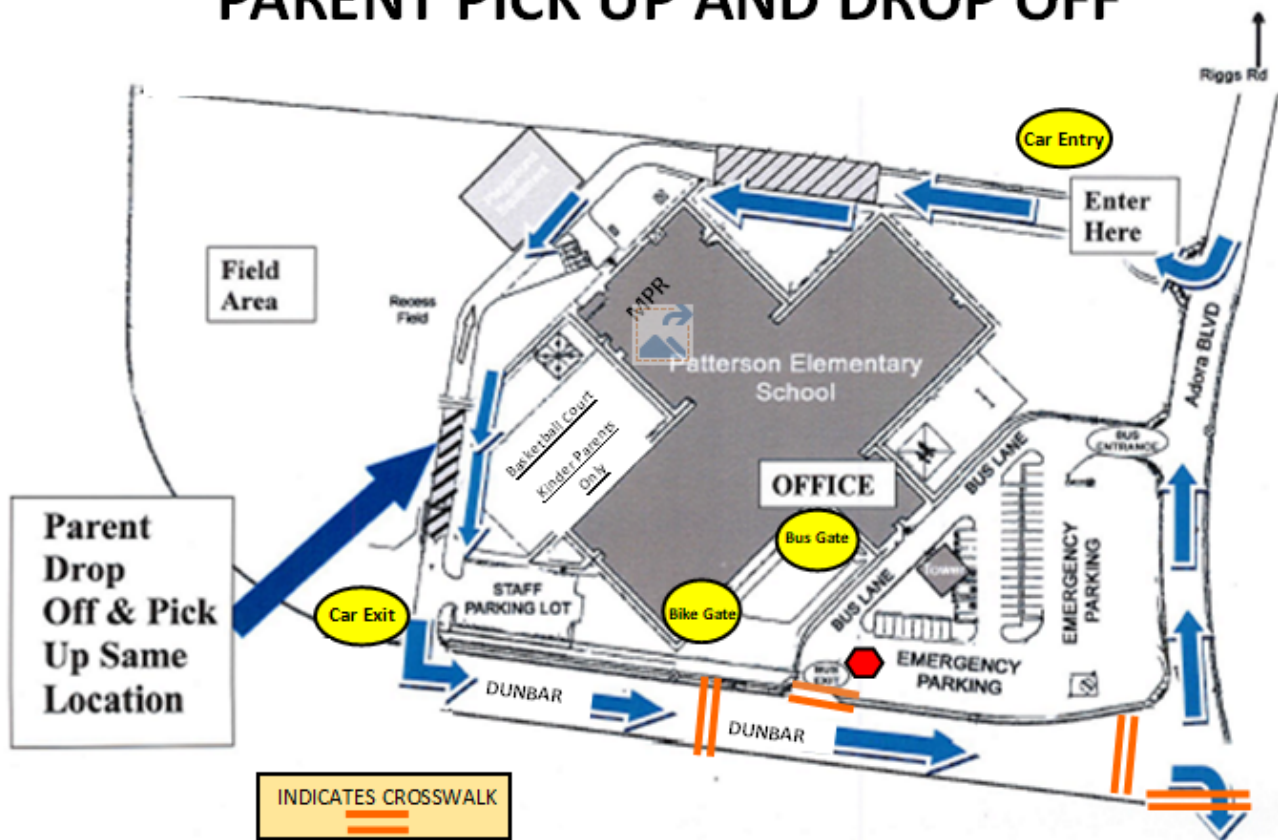 PARENT PICK UP AND DROP OFF
Riggs Rd
Car Entry
Enter
Here
Field
Area
Recess
Field
MPR
Patterson Elementary
School
Adora BLVD
Basketball Court
Kinder Parents
Only
OFFICE
BUS LANE
BUS
ENTRANCE
Parent
Drop
Off & Pick
Up Same
Location
Bus Gate
Tower
EMERGENCY
PARKING
STAFF
PARKING LOT
Car Exit
Bike Gate
BUS LANE
BUS
EXIT
EMERGENCY
PARKING
DUNBAR
DUNBAR
INDICATES CROSSWALK